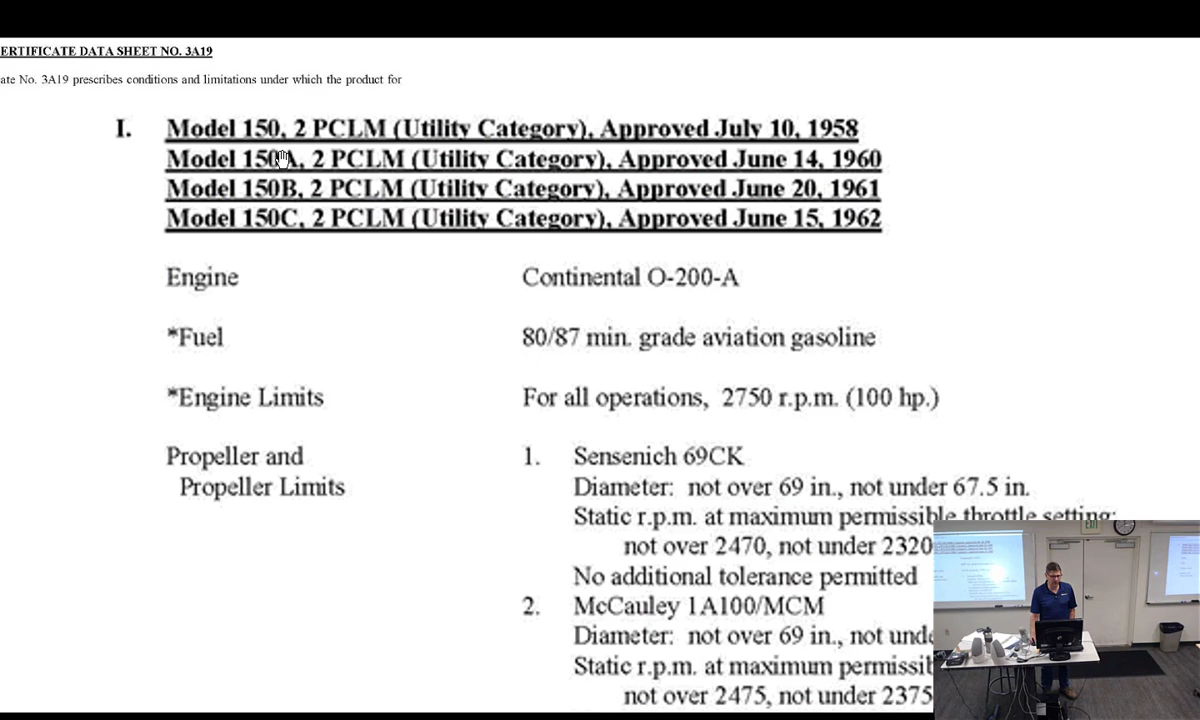 ERTIFICATE DATA SHEET NO. 3A19
ate No. 3A19 prescribes conditions and limitations under which the product for
I. Model 150, 2 PCLM (Utility Category), Approved July 10, 1958
Model 150A, 2 PCLM (Utility Category), Approved June 14, 1960
Model 150B, 2 PCLM (Utility Category), Approved June 20, 1961
Model 150C, 2 PCLM (Utility Category), Approved June 15, 1962
Engine Continental O-200-A
*Fuel 80/87 min. grade aviation gasoline
*Engine Limits For all operations, 2750 r.p.m. (100 hp.)
Propeller and 1. Sensenich 69CK
Propeller Limits Diameter: not over 69 in., not under 67.5 in.
Static r.p.m. at maximum permissible throttle setting:
not over 2470, not under 2320
No additional tolerance permitted
2. McCauley 1A100/MCM
Diameter: not over 69 in., not unde
Static r.p.m. at maximum permissib
not over 2475, not under 2375
EXIT